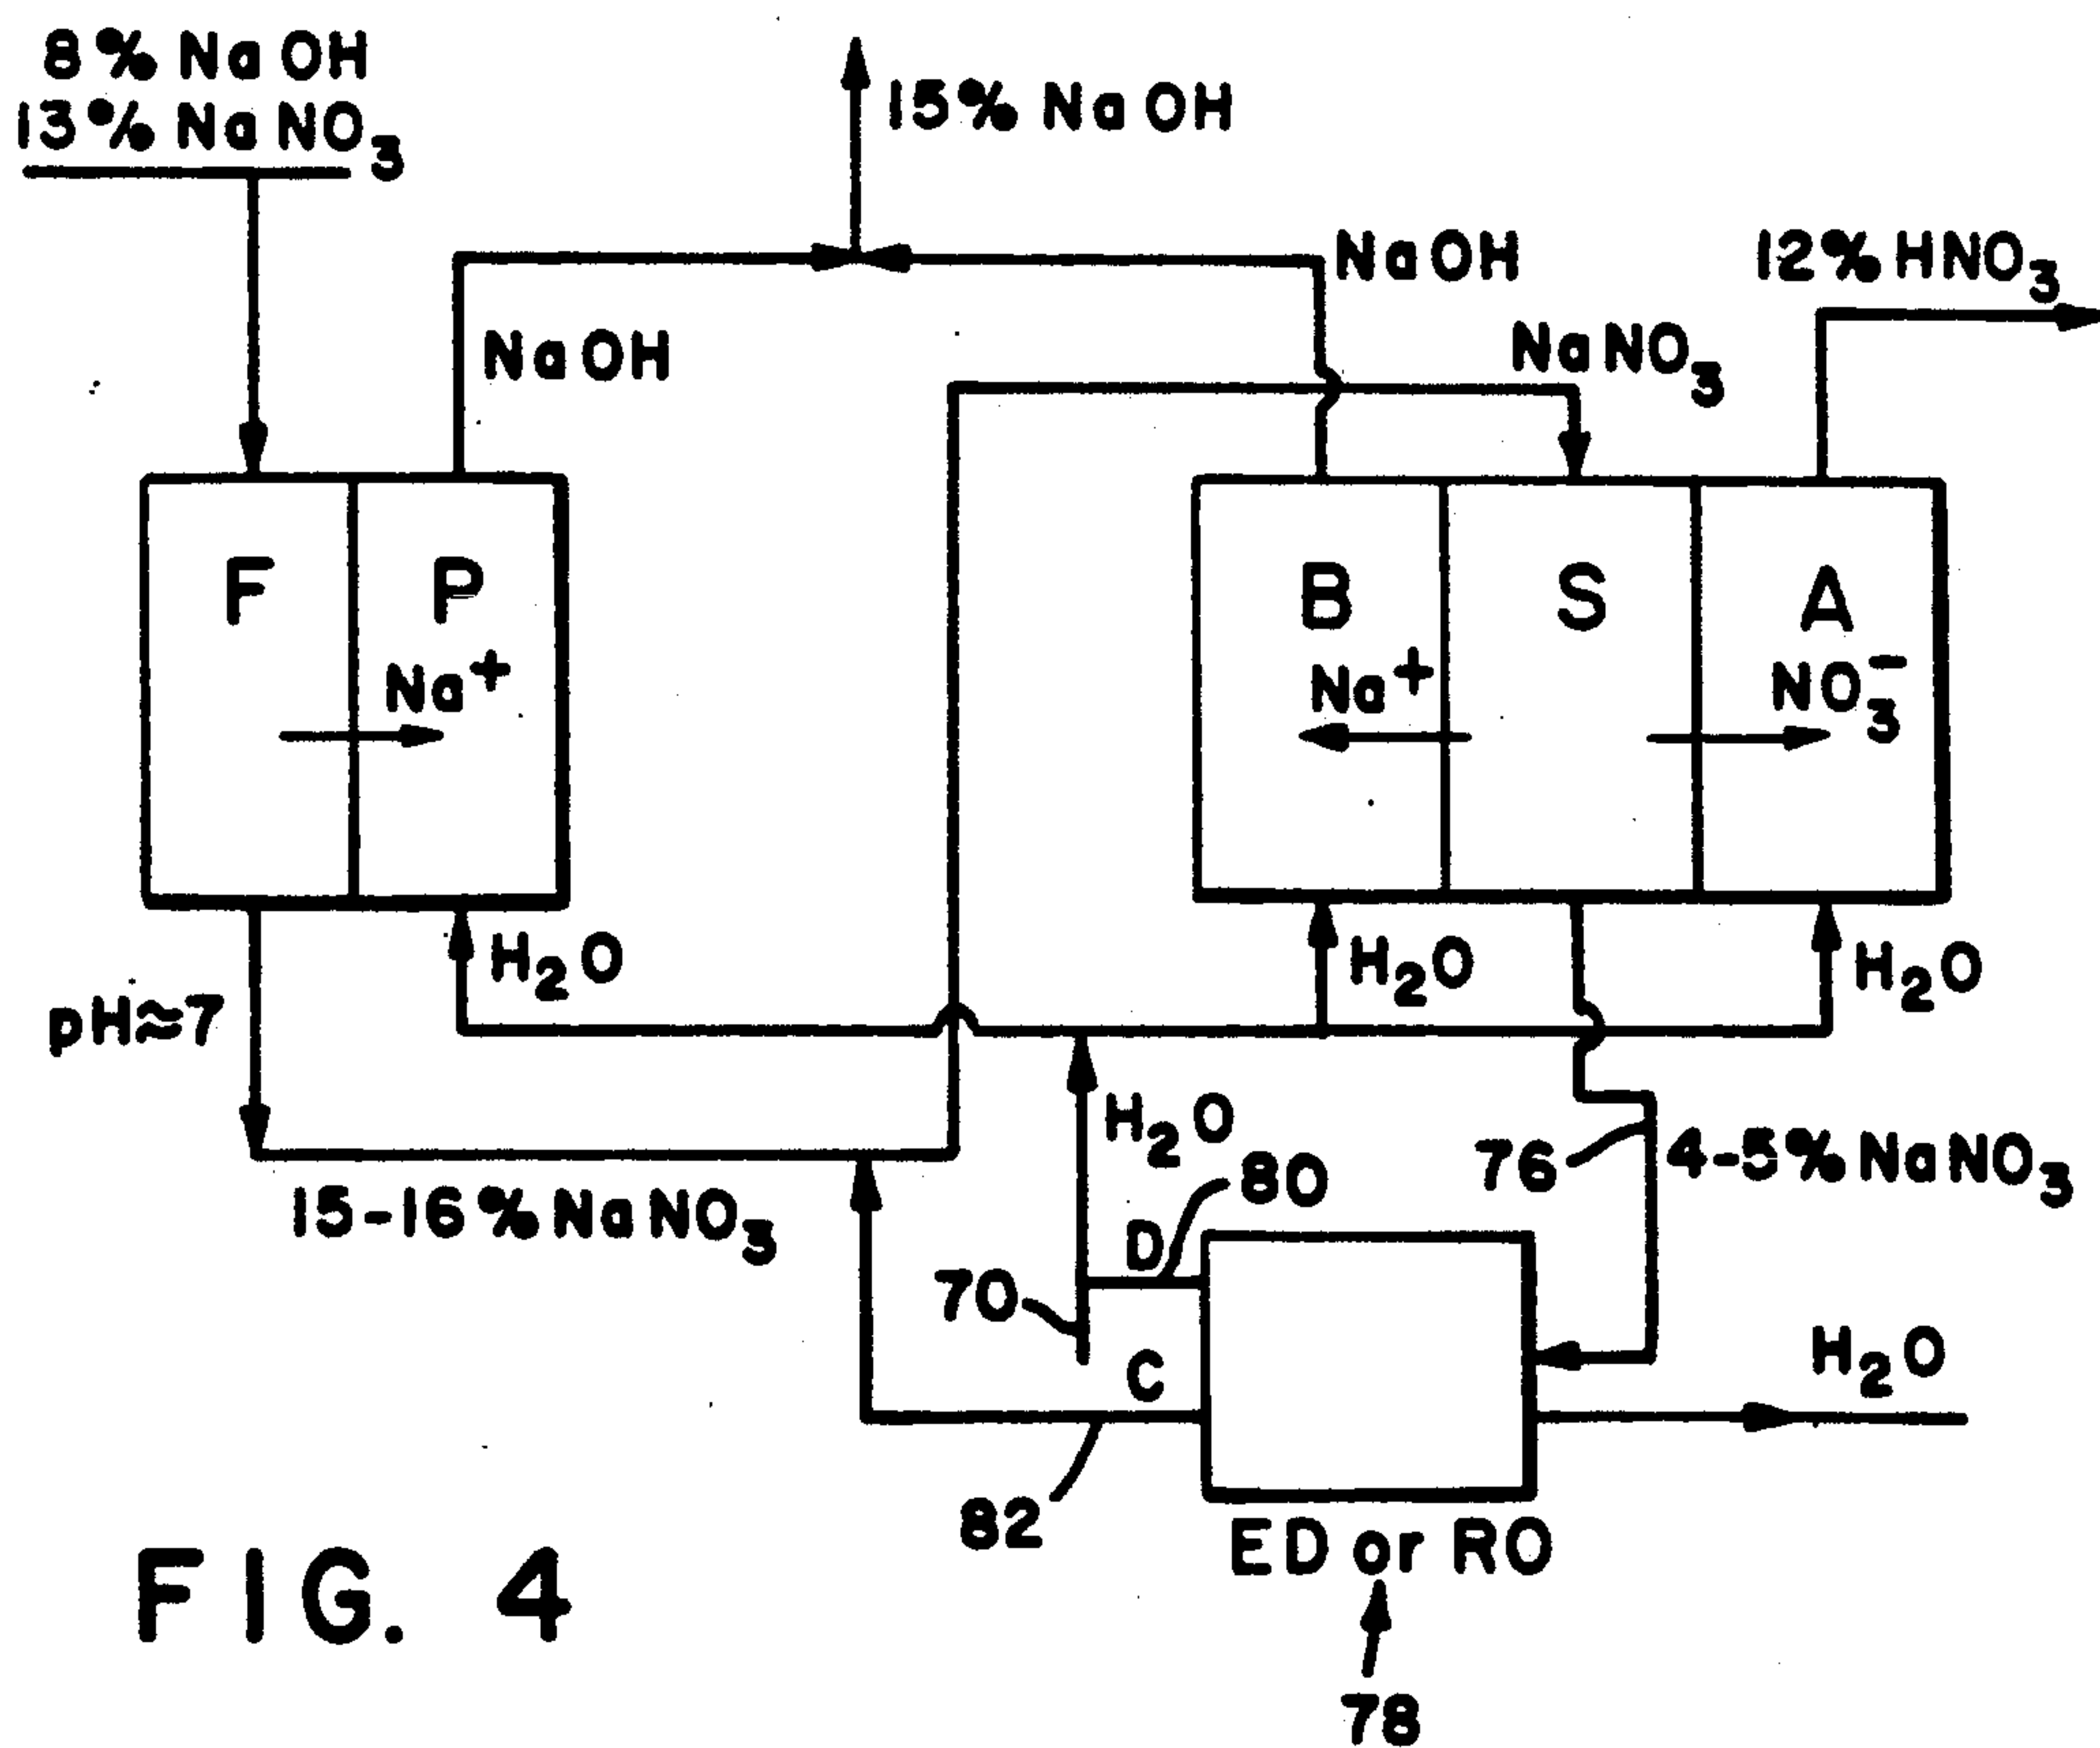 8% NaOH
13% NaNO3
15% NaOH
NaOH
12% HNO3
NaNO3
NaOH
F
P
B
S
A
Na+
Na+
NO3−
H2O
H2O
H2O
pH≈7
H2O
76
4-5% NaNO3
80
15-16% NaNO3
D
70
C
H2O
82
ED or RO
FIG. 4
78